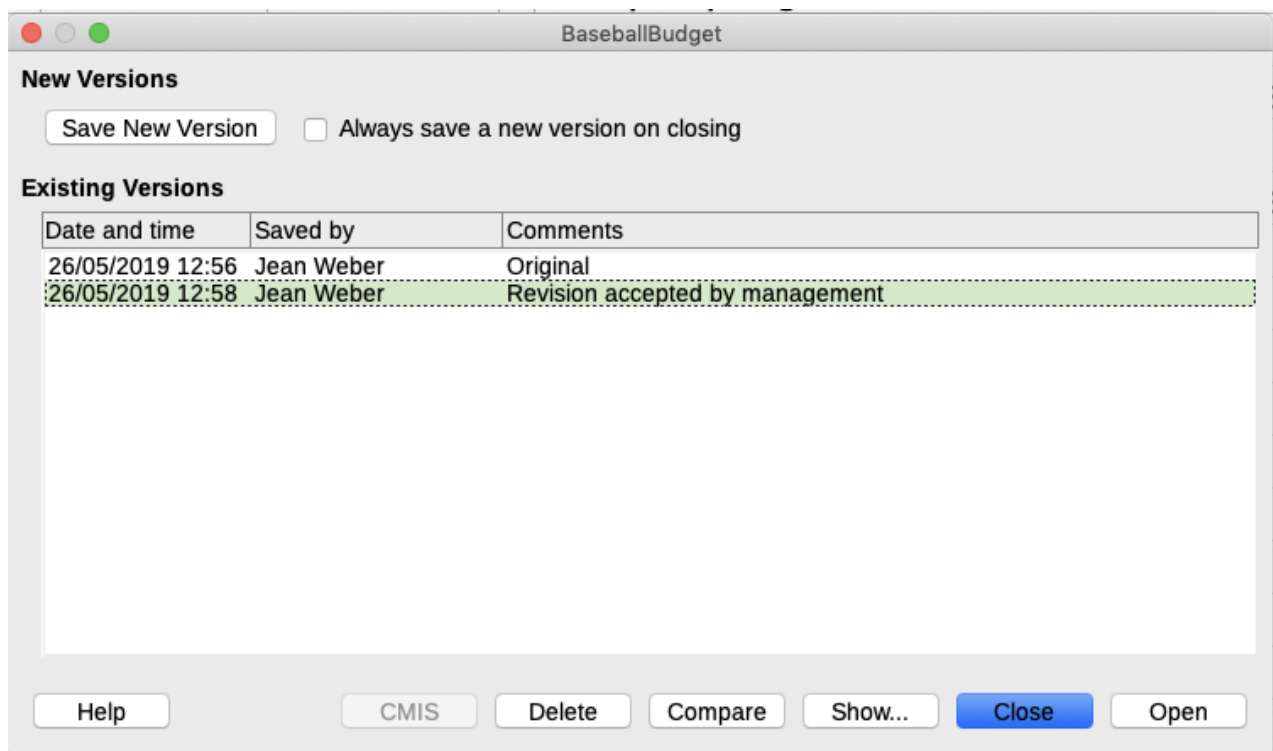 BaseballBudget
New Versions
Save New Version Always save a new version on closing
Existing Versions
Date and time Saved by Comments
26/05/2019 12:56 Jean Weber Original
26/05/2019 12:58 Jean Weber Revision accepted by management
Help CMIS Delete Compare Show... Close Open